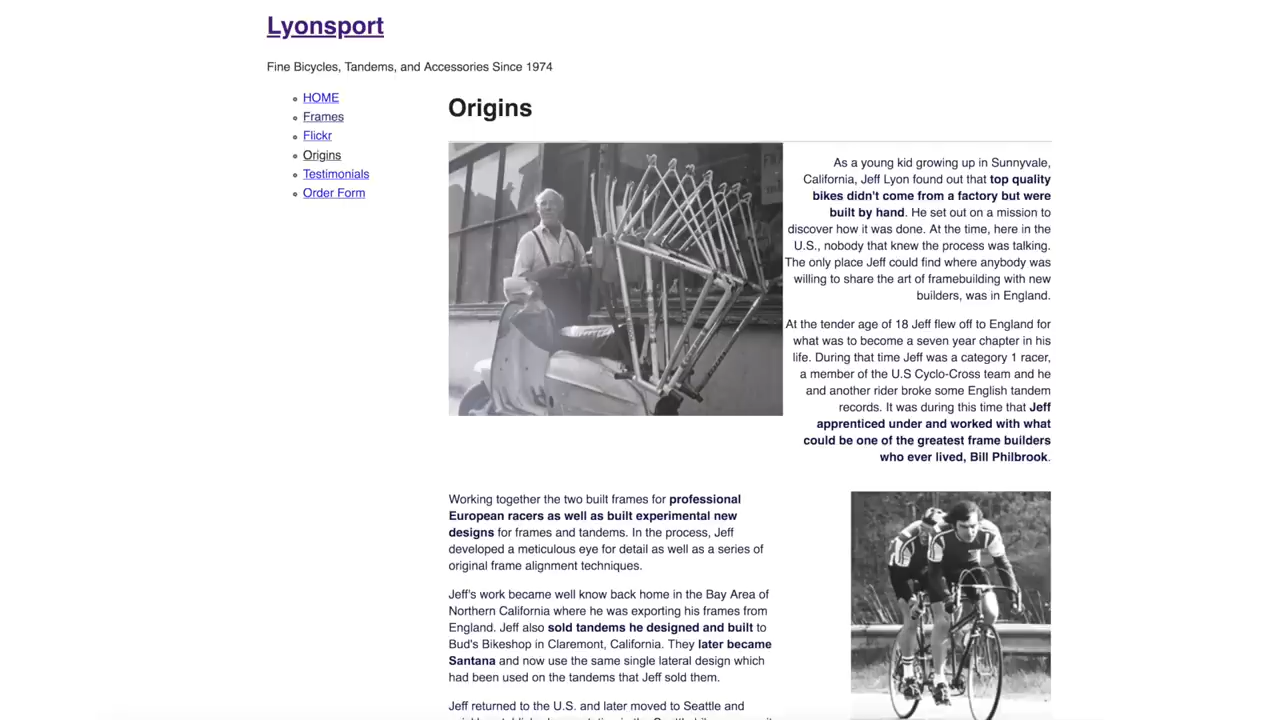 Lyonsport
Fine Bicycles, Tandems, and Accessories Since 1974
HOME
Frames
Flickr
Origins
Testimonials
Order Form
Origins
As a young kid growing up in Sunnyvale,
California, Jeff Lyon found out that top quality
bikes didn't come from a factory but were
built by hand. He set out on a mission to
discover how it was done. At the time, here in the
U.S., nobody that knew the process was talking.
The only place Jeff could find where anybody was
willing to share the art of framebuilding with new
builders, was in England.
At the tender age of 18 Jeff flew off to England for
what was to become a seven year chapter in his
life. During that time Jeff was a category 1 racer,
a member of the U.S Cyclo-Cross team and he
and another rider broke some English tandem
records. It was during this time that Jeff
apprenticed under and worked with what
could be one of the greatest frame builders
who ever lived, Bill Philbrook.
Working together the two built frames for professional
European racers as well as built experimental new
designs for frames and tandems. In the process, Jeff
developed a meticulous eye for detail as well as a series of
original frame alignment techniques.
Jeff's work became well know back home in the Bay Area of
Northern California where he was exporting his frames from
England. Jeff also sold tandems he designed and built to
Bud's Bikeshop in Claremont, California. They later became
Santana and now use the same single lateral design which
had been used on the tandems that Jeff sold them.
Jeff returned to the U.S. and later moved to Seattle and